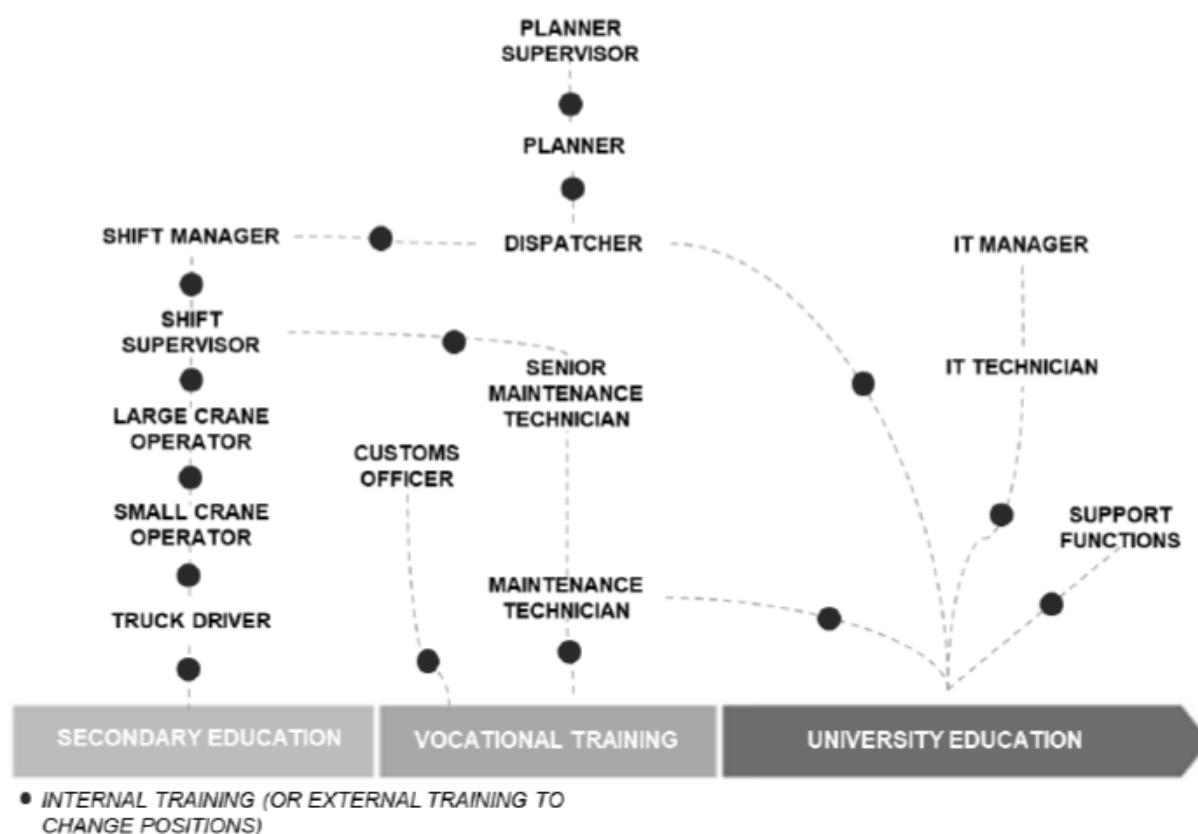 PLANNER
SUPERVISOR
PLANNER
SHIFT MANAGER
DISPATCHER
IT MANAGER
SHIFT
SUPERVISOR
SENIOR
MAINTENANCE
TECHNICIAN
IT TECHNICIAN
LARGE CRANE
OPERATOR
CUSTOMS
OFFICER
SMALL CRANE
OPERATOR
SUPPORT
FUNCTIONS
MAINTENANCE
TECHNICIAN
TRUCK DRIVER
SECONDARY EDUCATION
VOCATIONAL TRAINING
UNIVERSITY EDUCATION
INTERNAL TRAINING (OR EXTERNAL TRAINING TO
CHANGE POSITIONS)